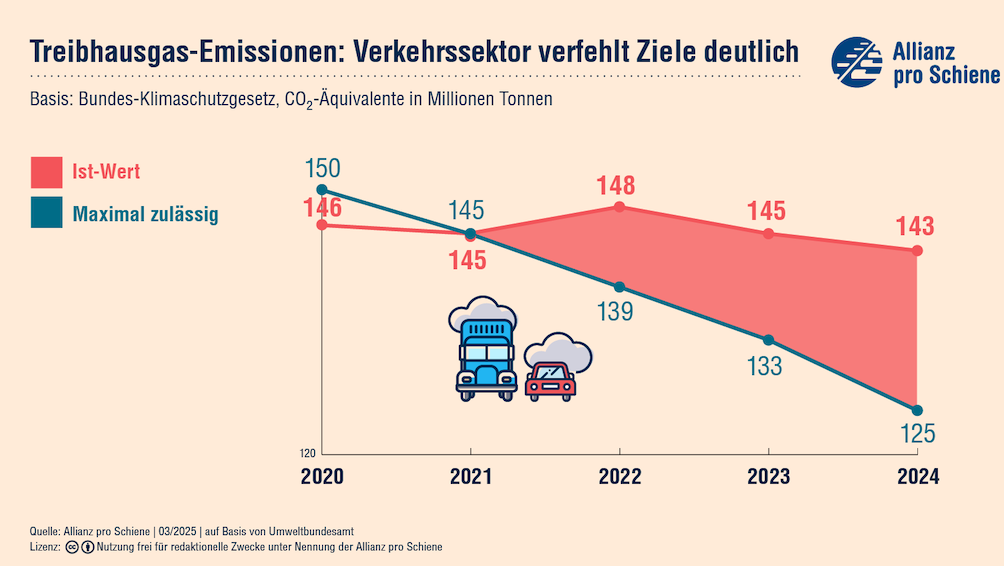 Treibhausgas-Emissionen: Verkehrssektor verfehlt Ziele deutlich
Allianz
pro Schiene
Basis: Bundes-Klimaschutzgesetz, CO₂-Äquivalente in Millionen Tonnen
Ist-Wert
Maximal zulässig
150
146
145
145
148
139
145
133
143
125
120
2020 2021 2022 2023 2024
Quelle: Allianz pro Schiene | 03/2025 | auf Basis von Umweltbundesamt
Lizenz: cc Nutzung frei für redaktionelle Zwecke unter Nennung der Allianz pro Schiene